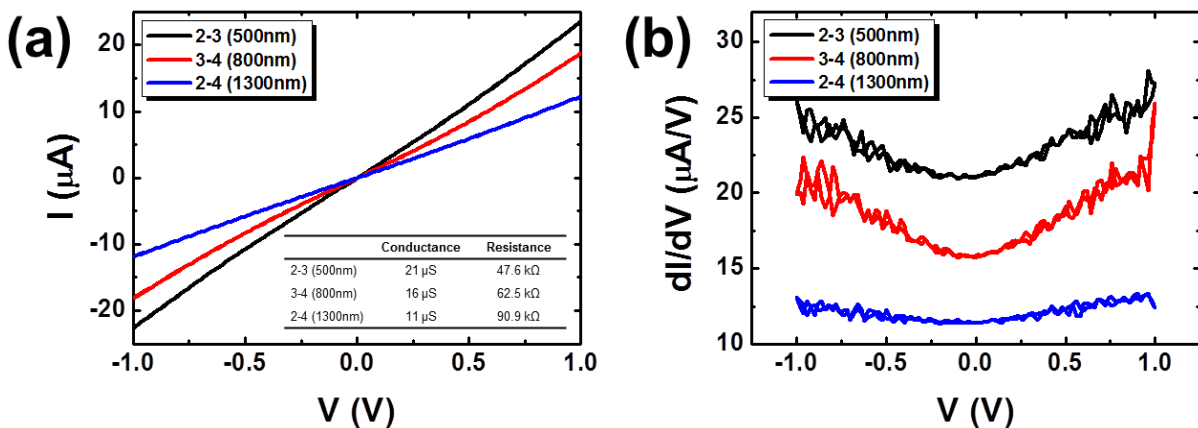 (a)
2-3 (500nm)
3-4 (800nm)
2-4 (1300nm)
I (μA)
20
10
0
-10
-20
-1.0 -0.5 0.0 0.5 1.0
V (V)
Conductance Resistance
2-3 (500nm) 21 μS 47.6 kΩ
3-4 (800nm) 16 μS 62.5 kΩ
2-4 (1300nm) 11 μS 90.9 kΩ
(b)
2-3 (500nm)
3-4 (800nm)
2-4 (1300nm)
dI/dV (μA/V)
30
25
20
15
10
-1.0 -0.5 0.0 0.5 1.0
V (V)